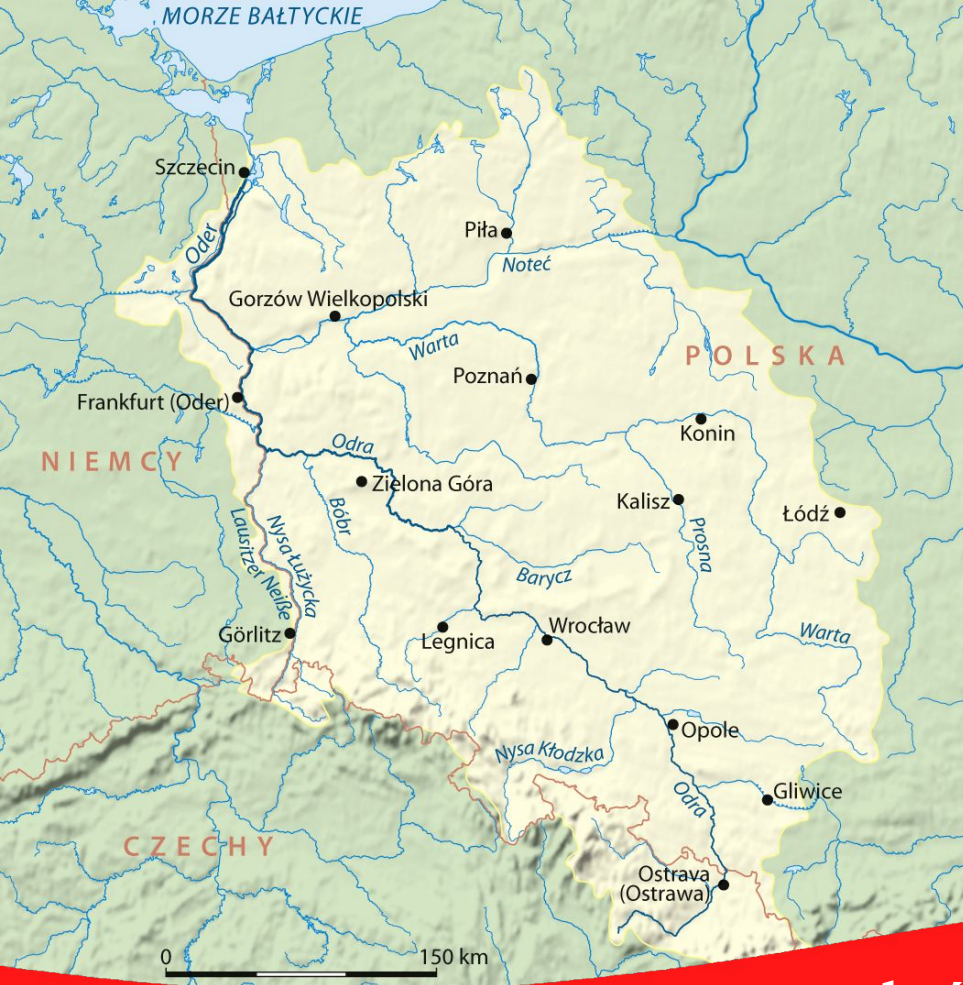 MORZE BAŁTYCKIE
Szczecin
Piła
Oder
Noteć
Gorzów Wielkopolski
Warta
POLSKA
Poznań
Frankfurt (Oder)
Konin
Odra
NIEMCY
Zielona Góra
Kalisz
Łódź
Bóbr
Prosna
Lausitzer Neiße
Nysa Łużycka
Barycz
Görlitz
Legnica
Wrocław
Warta
Opole
Nysa Kłodzka
Gliwice
Odra
CZECHY
Ostrava
(Ostrawa)
0 150 km